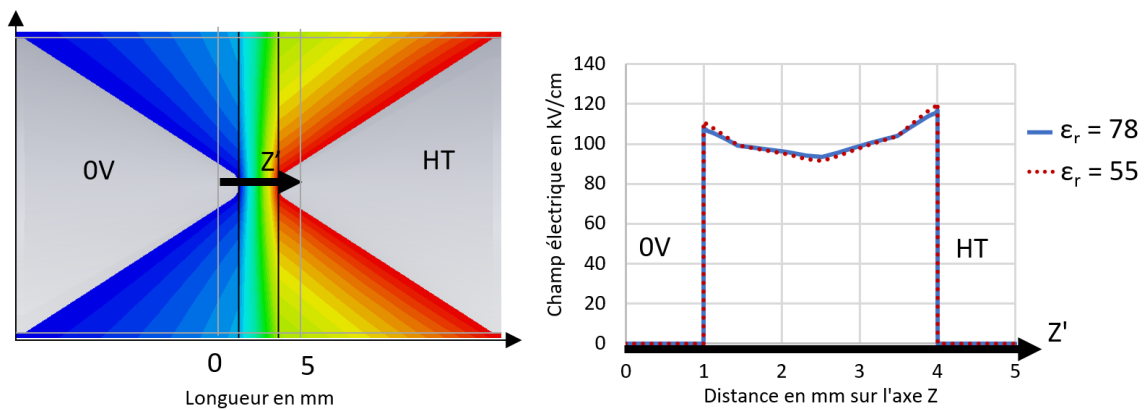 0V
Z'
HT
0
5
Longueur en mm
Champ électrique en kV/cm
140
120
100
80
60
40
20
0
0V
HT
0
1
2
3
4
5
Z'
Distance en mm sur l'axe Z
εr = 78
εr = 55